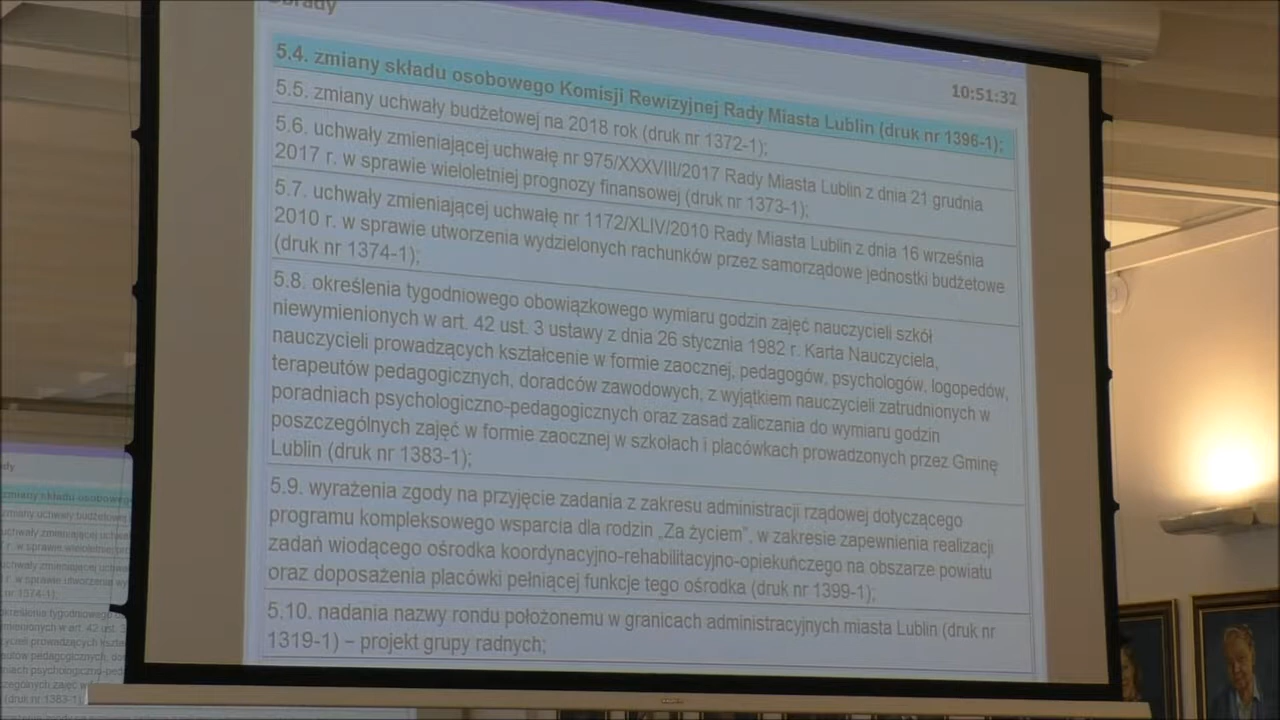 Obrady
10:51:32
5.4. zmiany składu osobowego Komisji Rewizyjnej Rady Miasta Lublin (druk nr 1396-1);
5.5. zmiany uchwały budżetowej na 2018 rok (druk nr 1372-1);
5.6. uchwały zmieniającej uchwałę nr 975/XXXVIII/2017 Rady Miasta Lublin z dnia 21 grudnia
2017 r. w sprawie wieloletniej prognozy finansowej (druk nr 1373-1);
5.7. uchwały zmieniającej uchwałę nr 1172/XLIV/2010 Rady Miasta Lublin z dnia 16 września
2010 r. w sprawie utworzenia wydzielonych rachunków przez samorządowe jednostki budżetowe
(druk nr 1374-1);
5.8. określenia tygodniowego obowiązkowego wymiaru godzin zajęć nauczycieli szkół
niewymienionych w art. 42 ust. 3 ustawy z dnia 26 stycznia 1982 r. Karta Nauczyciela,
nauczycieli prowadzących kształcenie w formie zaocznej, pedagogów, psychologów, logopedów,
terapeutów pedagogicznych, doradców zawodowych, z wyjątkiem nauczycieli zatrudnionych w
poradniach psychologiczno-pedagogicznych oraz zasad zaliczania do wymiaru godzin
poszczególnych zajęć w formie zaocznej w szkołach i placówkach prowadzonych przez Gminę
Lublin (druk nr 1383-1);
5.9. wyrażenia zgody na przyjęcie zadania z zakresu administracji rządowej dotyczącego
programu kompleksowego wsparcia dla rodzin „Za życiem”, w zakresie zapewnienia realizacji
zadań wiodącego ośrodka koordynacyjno-rehabilitacyjno-opiekuńczego na obszarze powiatu
oraz doposażenia placówki pełniącej funkcje tego ośrodka (druk nr 1399-1);
5.10. nadania nazwy rondu położonemu w granicach administracyjnych miasta Lublin (druk nr
1319-1) – projekt grupy radnych;